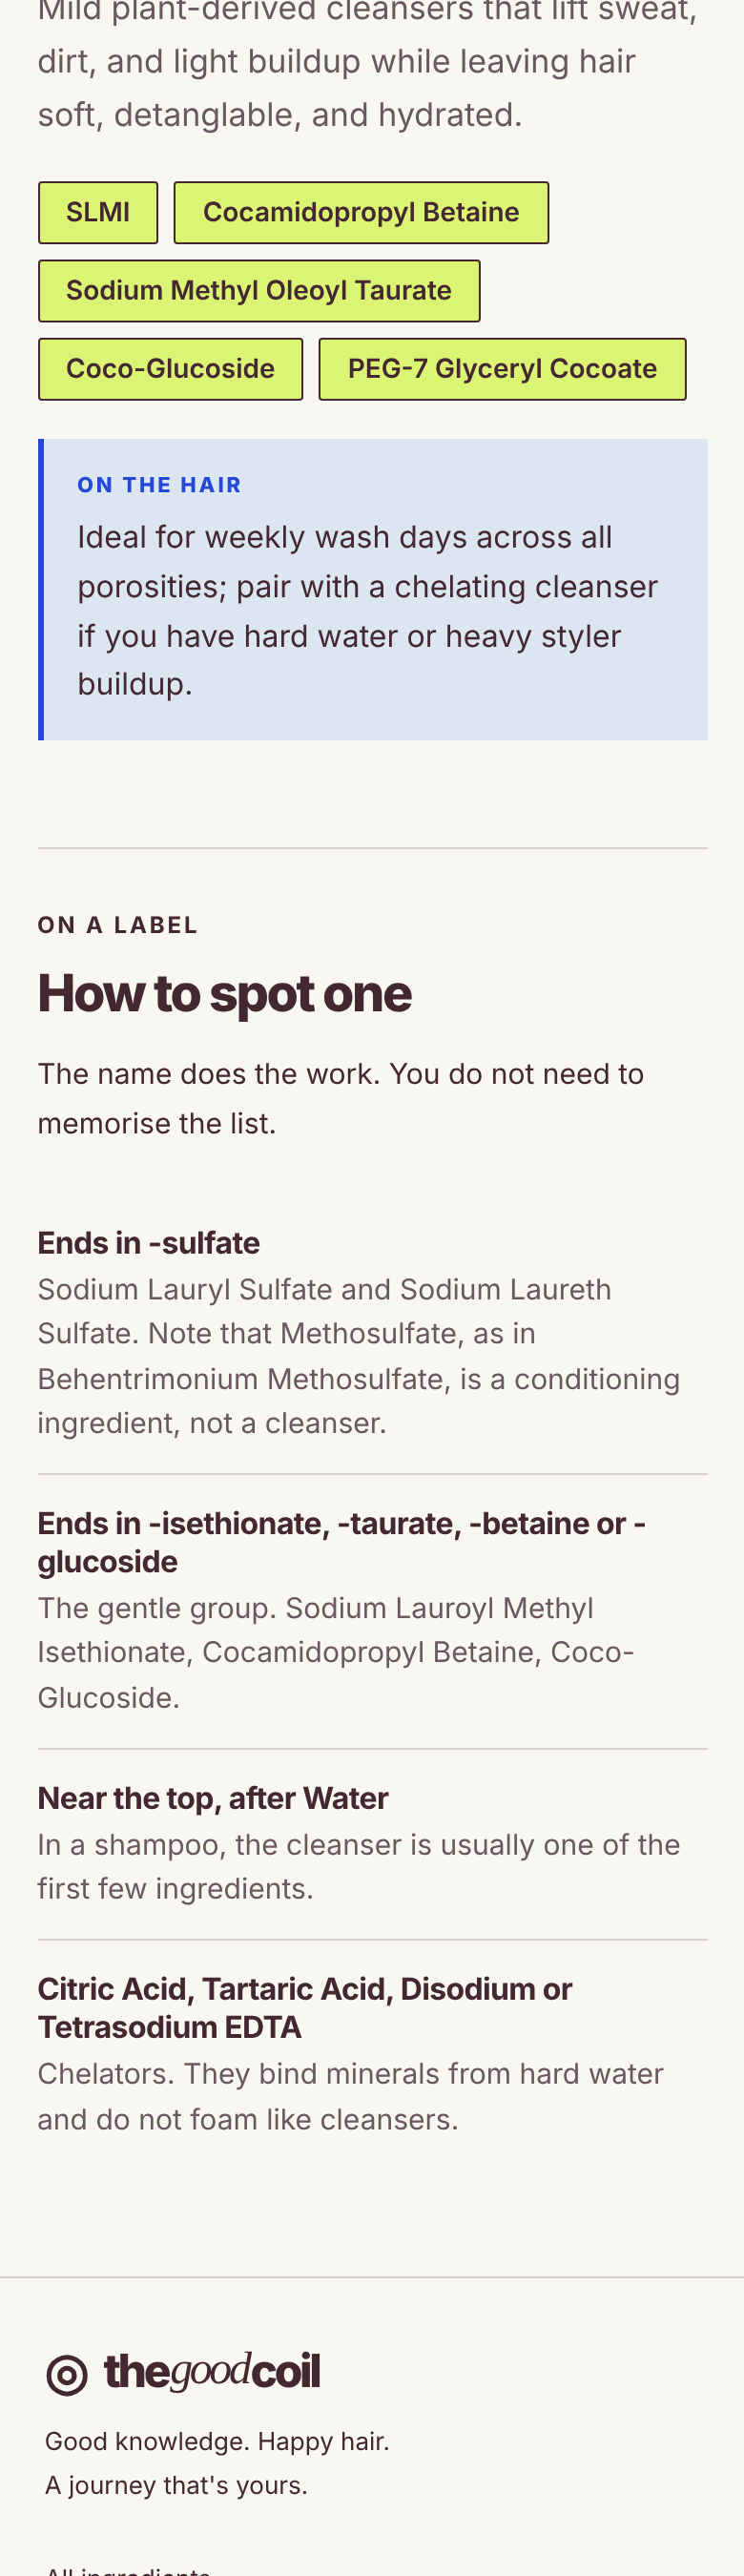 Mild plant-derived cleansers that lift sweat,
dirt, and light buildup while leaving hair
soft, detanglable, and hydrated.
SLMI
Cocamidopropyl Betaine
Sodium Methyl Oleoyl Taurate
Coco-Glucoside
PEG-7 Glyceryl Cocoate
ON THE HAIR
Ideal for weekly wash days across all
porosities; pair with a chelating cleanser
if you have hard water or heavy styler
buildup.
ON A LABEL
How to spot one
The name does the work. You do not need to
memorise the list.
Ends in -sulfate
Sodium Lauryl Sulfate and Sodium Laureth
Sulfate. Note that Methosulfate, as in
Behentrimonium Methosulfate, is a conditioning
ingredient, not a cleanser.
Ends in -isethionate, -taurate, -betaine or -
glucoside
The gentle group. Sodium Lauroyl Methyl
Isethionate, Cocamidopropyl Betaine, Coco-
Glucoside.
Near the top, after Water
In a shampoo, the cleanser is usually one of the
first few ingredients.
Citric Acid, Tartaric Acid, Disodium or
Tetrasodium EDTA
Chelators. They bind minerals from hard water
and do not foam like cleansers.
thegoodcoil
Good knowledge. Happy hair.
A journey that's yours.
All ingredients